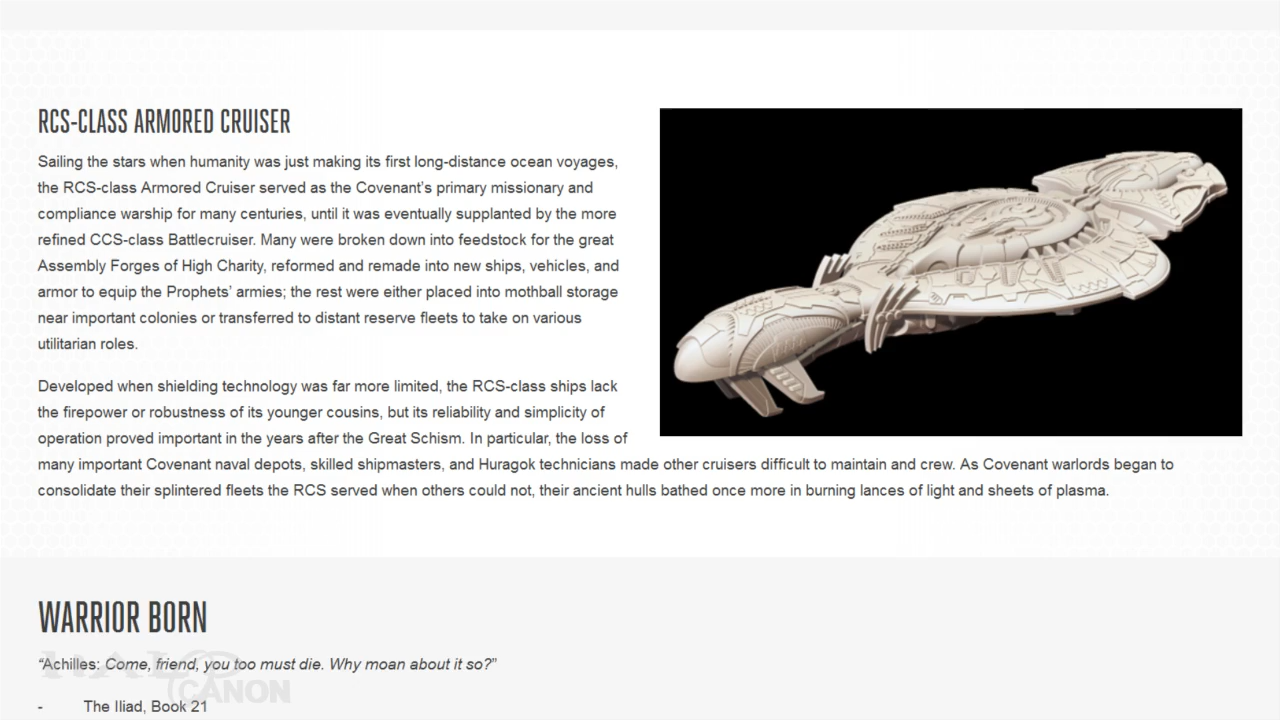 RCS-CLASS ARMORED CRUISER
Sailing the stars when humanity was just making its first long-distance ocean voyages,
the RCS-class Armored Cruiser served as the Covenant’s primary missionary and
compliance warship for many centuries, until it was eventually supplanted by the more
refined CCS-class Battlecruiser. Many were broken down into feedstock for the great
Assembly Forges of High Charity, reformed and remade into new ships, vehicles, and
armor to equip the Prophets’ armies; the rest were either placed into mothball storage
near important colonies or transferred to distant reserve fleets to take on various
utilitarian roles.
Developed when shielding technology was far more limited, the RCS-class ships lack
the firepower or robustness of its younger cousins, but its reliability and simplicity of
operation proved important in the years after the Great Schism. In particular, the loss of
many important Covenant naval depots, skilled shipmasters, and Huragok technicians made other cruisers difficult to maintain and crew. As Covenant warlords began to
consolidate their splintered fleets the RCS served when others could not, their ancient hulls bathed once more in burning lances of light and sheets of plasma.
WARRIOR BORN
“Achilles: Come, friend, you too must die. Why moan about it so?”
HALO
CANON
- The Iliad, Book 21